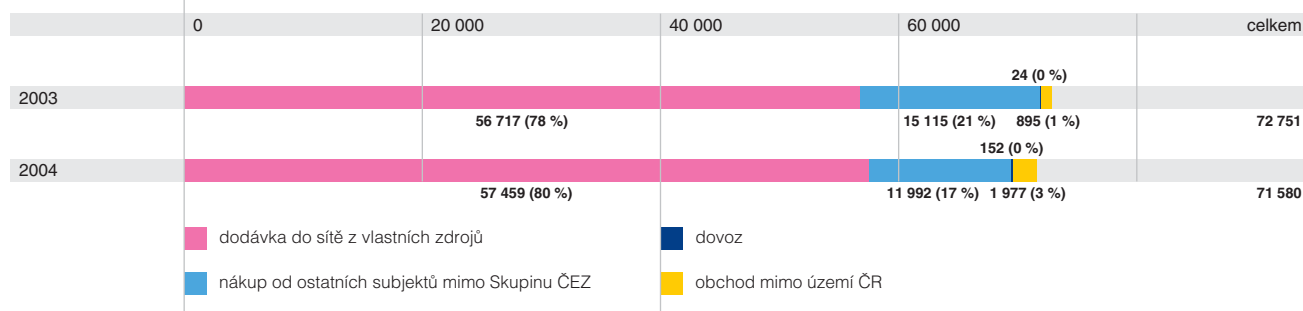 0 20 000 40 000 60 000 celkem
24 (0 %)
2003
56 717 (78 %) 15 115 (21 %) 895 (1 %) 72 751
152 (0 %)
2004
57 459 (80 %) 11 992 (17 %) 1 977 (3 %) 71 580
dodávka do sítě z vlastních zdrojů dovoz
nákup od ostatních subjektů mimo Skupinu ČEZ obchod mimo území ČR